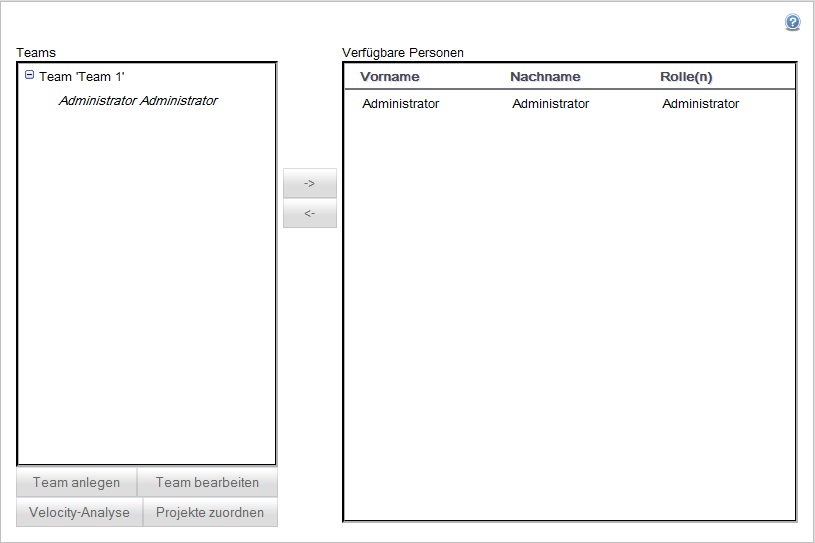 ?
Teams
Team 'Team 1'
Administrator Administrator
->
<-
Team anlegen Team bearbeiten
Velocity-Analyse Projekte zuordnen
Verfügbare Personen
Vorname Nachname Rolle(n)
Administrator Administrator Administrator